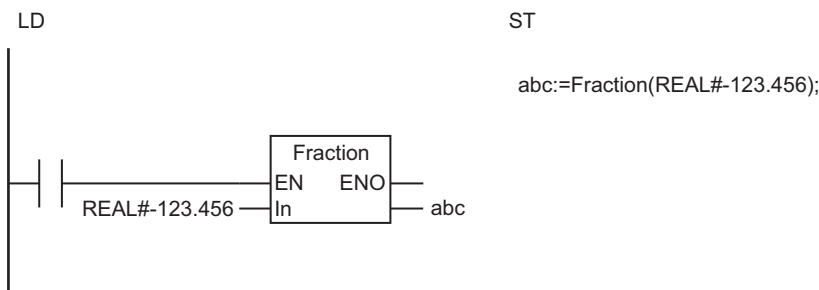 LD
ST
abc:=Fraction(REAL#-123.456);
Fraction
EN ENO
REAL#-123.456 In abc